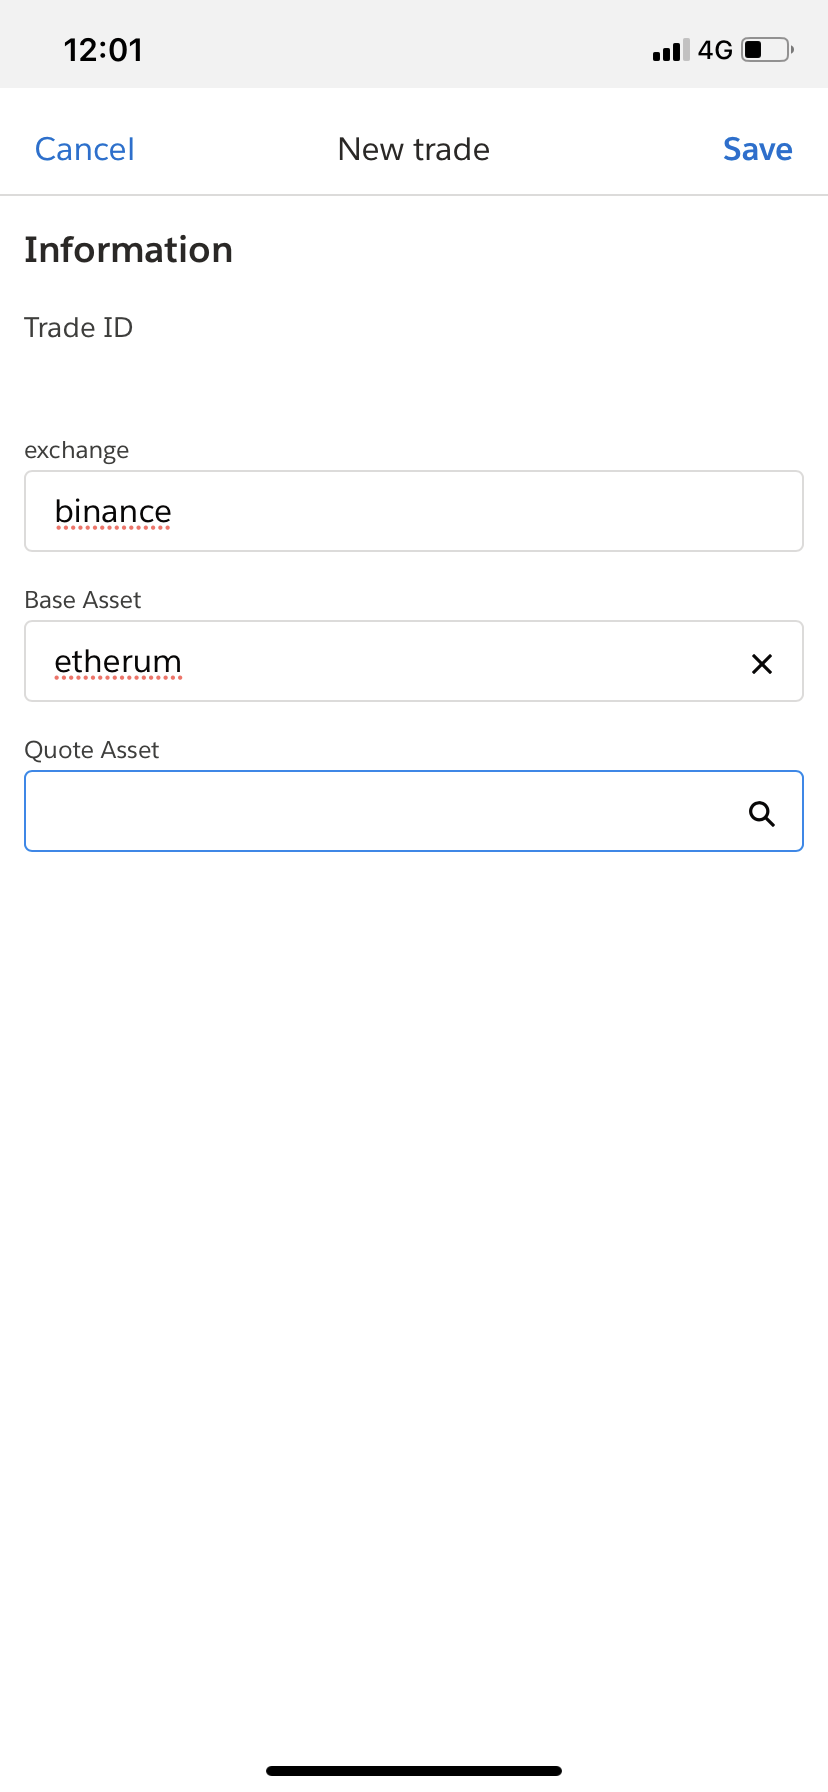 12:01 4G
Cancel New trade Save
Information
Trade ID
exchange
binance
Base Asset
etherum
Quote Asset